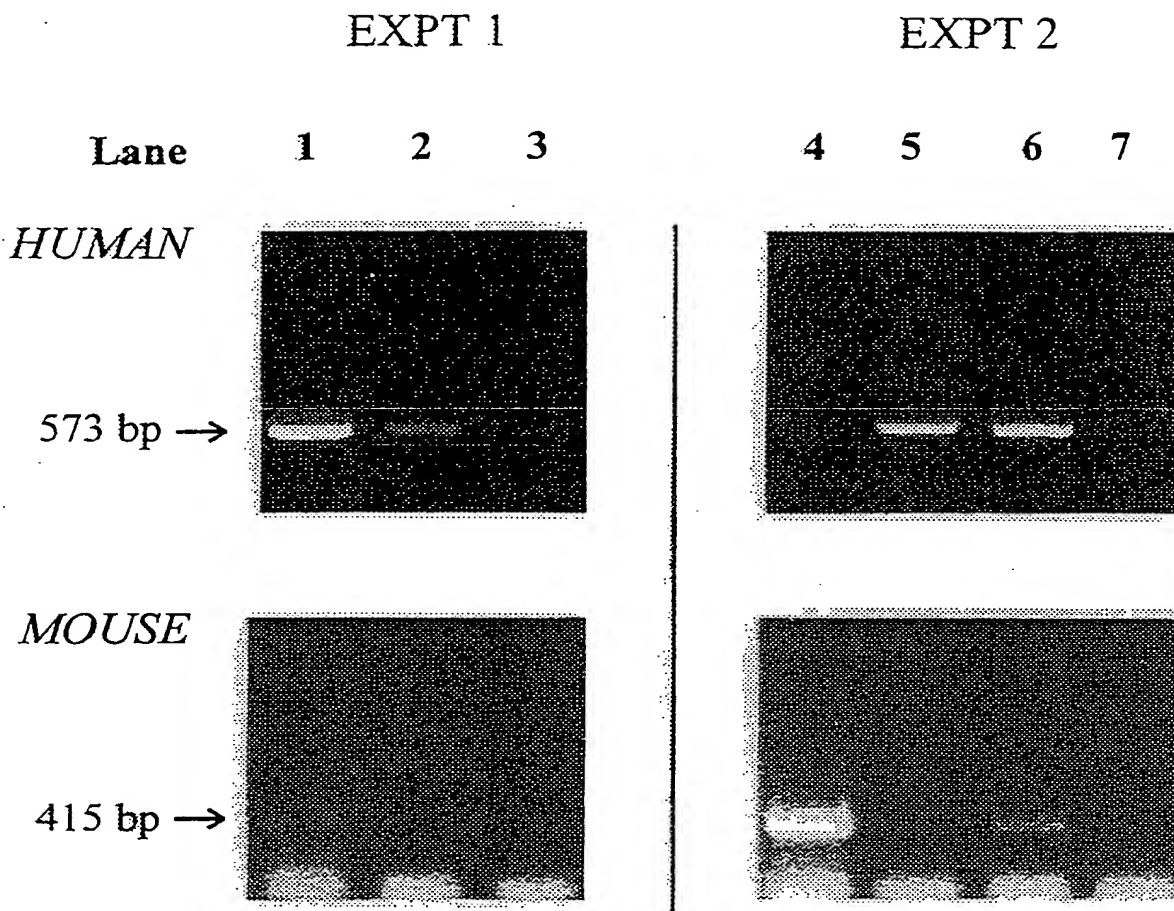 EXPT 1 EXPT 2
Lane 1 2 3 4 5 6 7
HUMAN
573 bp →
MOUSE
415 bp →